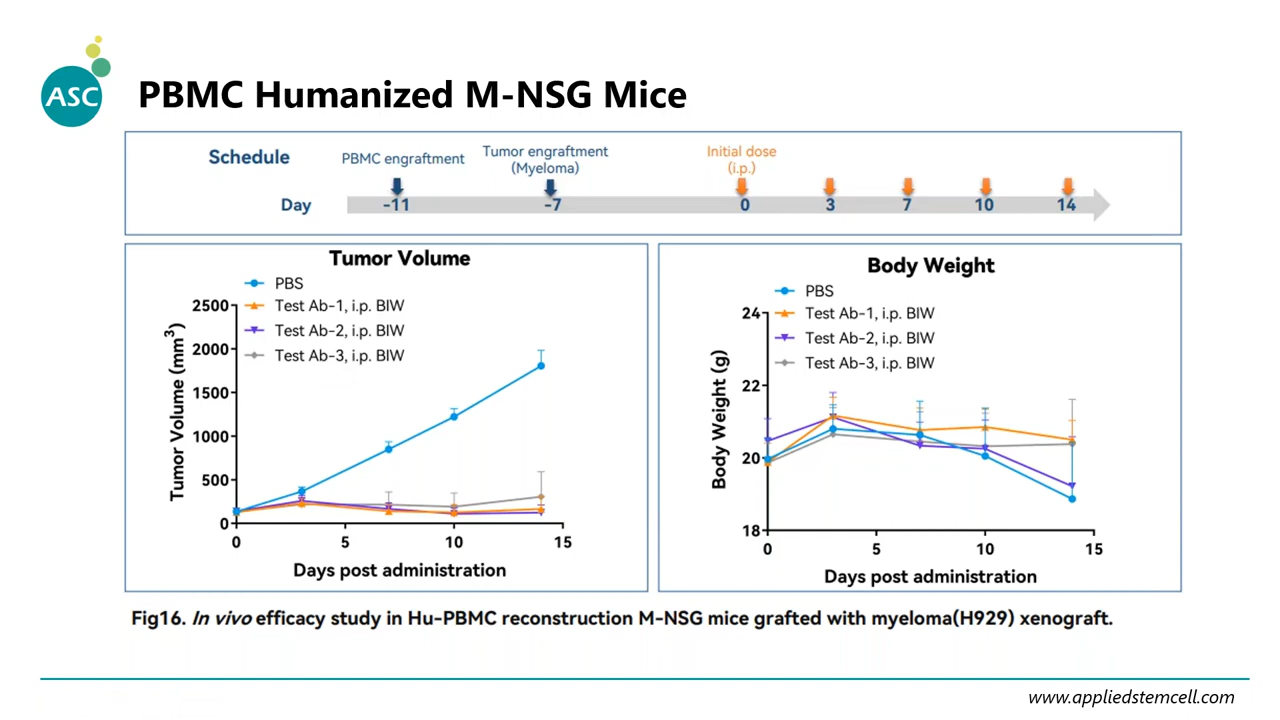 ASC
PBMC Humanized M-NSG Mice
Schedule
PBMC engraftment
Tumor engraftment
(Myeloma)
Initial dose
(i.p.)
Day
-11 -7 0 3 7 10 14
Tumor Volume
PBS
Test Ab-1, i.p. BIW
Test Ab-2, i.p. BIW
Test Ab-3, i.p. BIW
Tumor Volume (mm³)
2500
2000
1500
1000
500
0
0 5 10 15
Days post administration
Body Weight
PBS
Test Ab-1, i.p. BIW
Test Ab-2, i.p. BIW
Test Ab-3, i.p. BIW
Body Weight (g)
24
22
20
18
0 5 10 15
Days post administration
Fig16. In vivo efficacy study in Hu-PBMC reconstruction M-NSG mice grafted with myeloma(H929) xenograft.
www.appliedstemcell.com